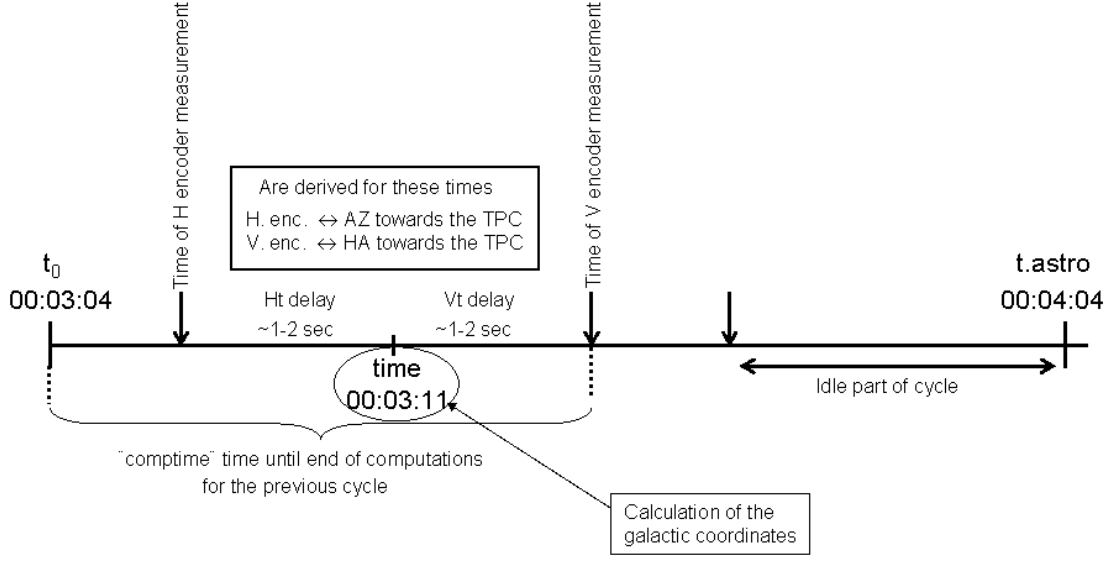 Time of H encoder measurement
Time of V encoder measurement
Are derived for these times
H. enc. ↔ AZ towards the TPC
V. enc. ↔ HA towards the TPC
t0
00:03:04
Ht delay
~1-2 sec
Vt delay
~1-2 sec
t.astro
00:04:04
time
00:03:11
Idle part of cycle
¨comptime¨ time until end of computations
for the previous cycle
Calculation of the
galactic coordinates